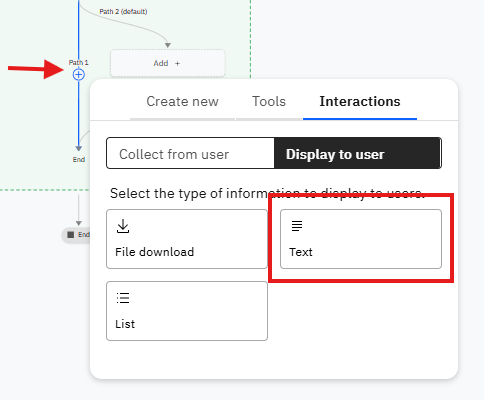 Path 2 (default)
Path 1
Add +
Create new
Tools
Interactions
Collect from user
Display to user
Select the type of information to display to users.
File download
Text
List
End
End